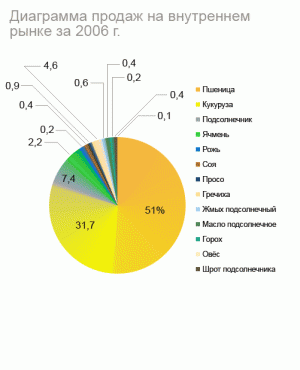 Диаграмма продаж на внутреннем
рынке за 2006 г.
4,6
0,4
0,2
0,6
0,9
0,4
0,4
0,2
0,1
2,2
7,4
51%
31,7
Пшеница
Кукуруза
Подсолнечник
Ячмень
Рожь
Соя
Просо
Гречиха
Жмых подсолнечный
Масло подсолнечное
Горох
Овёс
Шрот подсолнечника